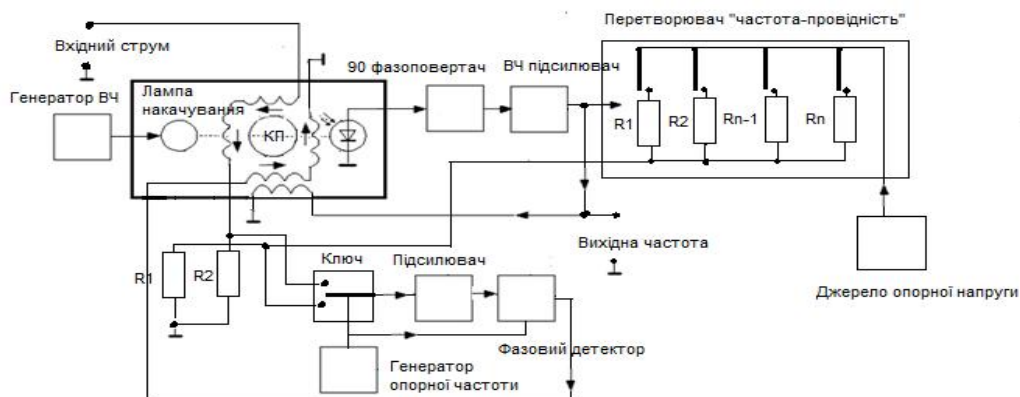 Перетворювач "частота-провідність"
Вхідний струм
90 фазоповертач
ВЧ підсилювач
Генератор ВЧ
Лампа
накачування
КП
R1
R2
Rn-1
Rn
Вихідна частота
R1
R2
Ключ
Підсилювач
Джерело опорної напруги
Фазовий детектор
Генератор
опорної частоти